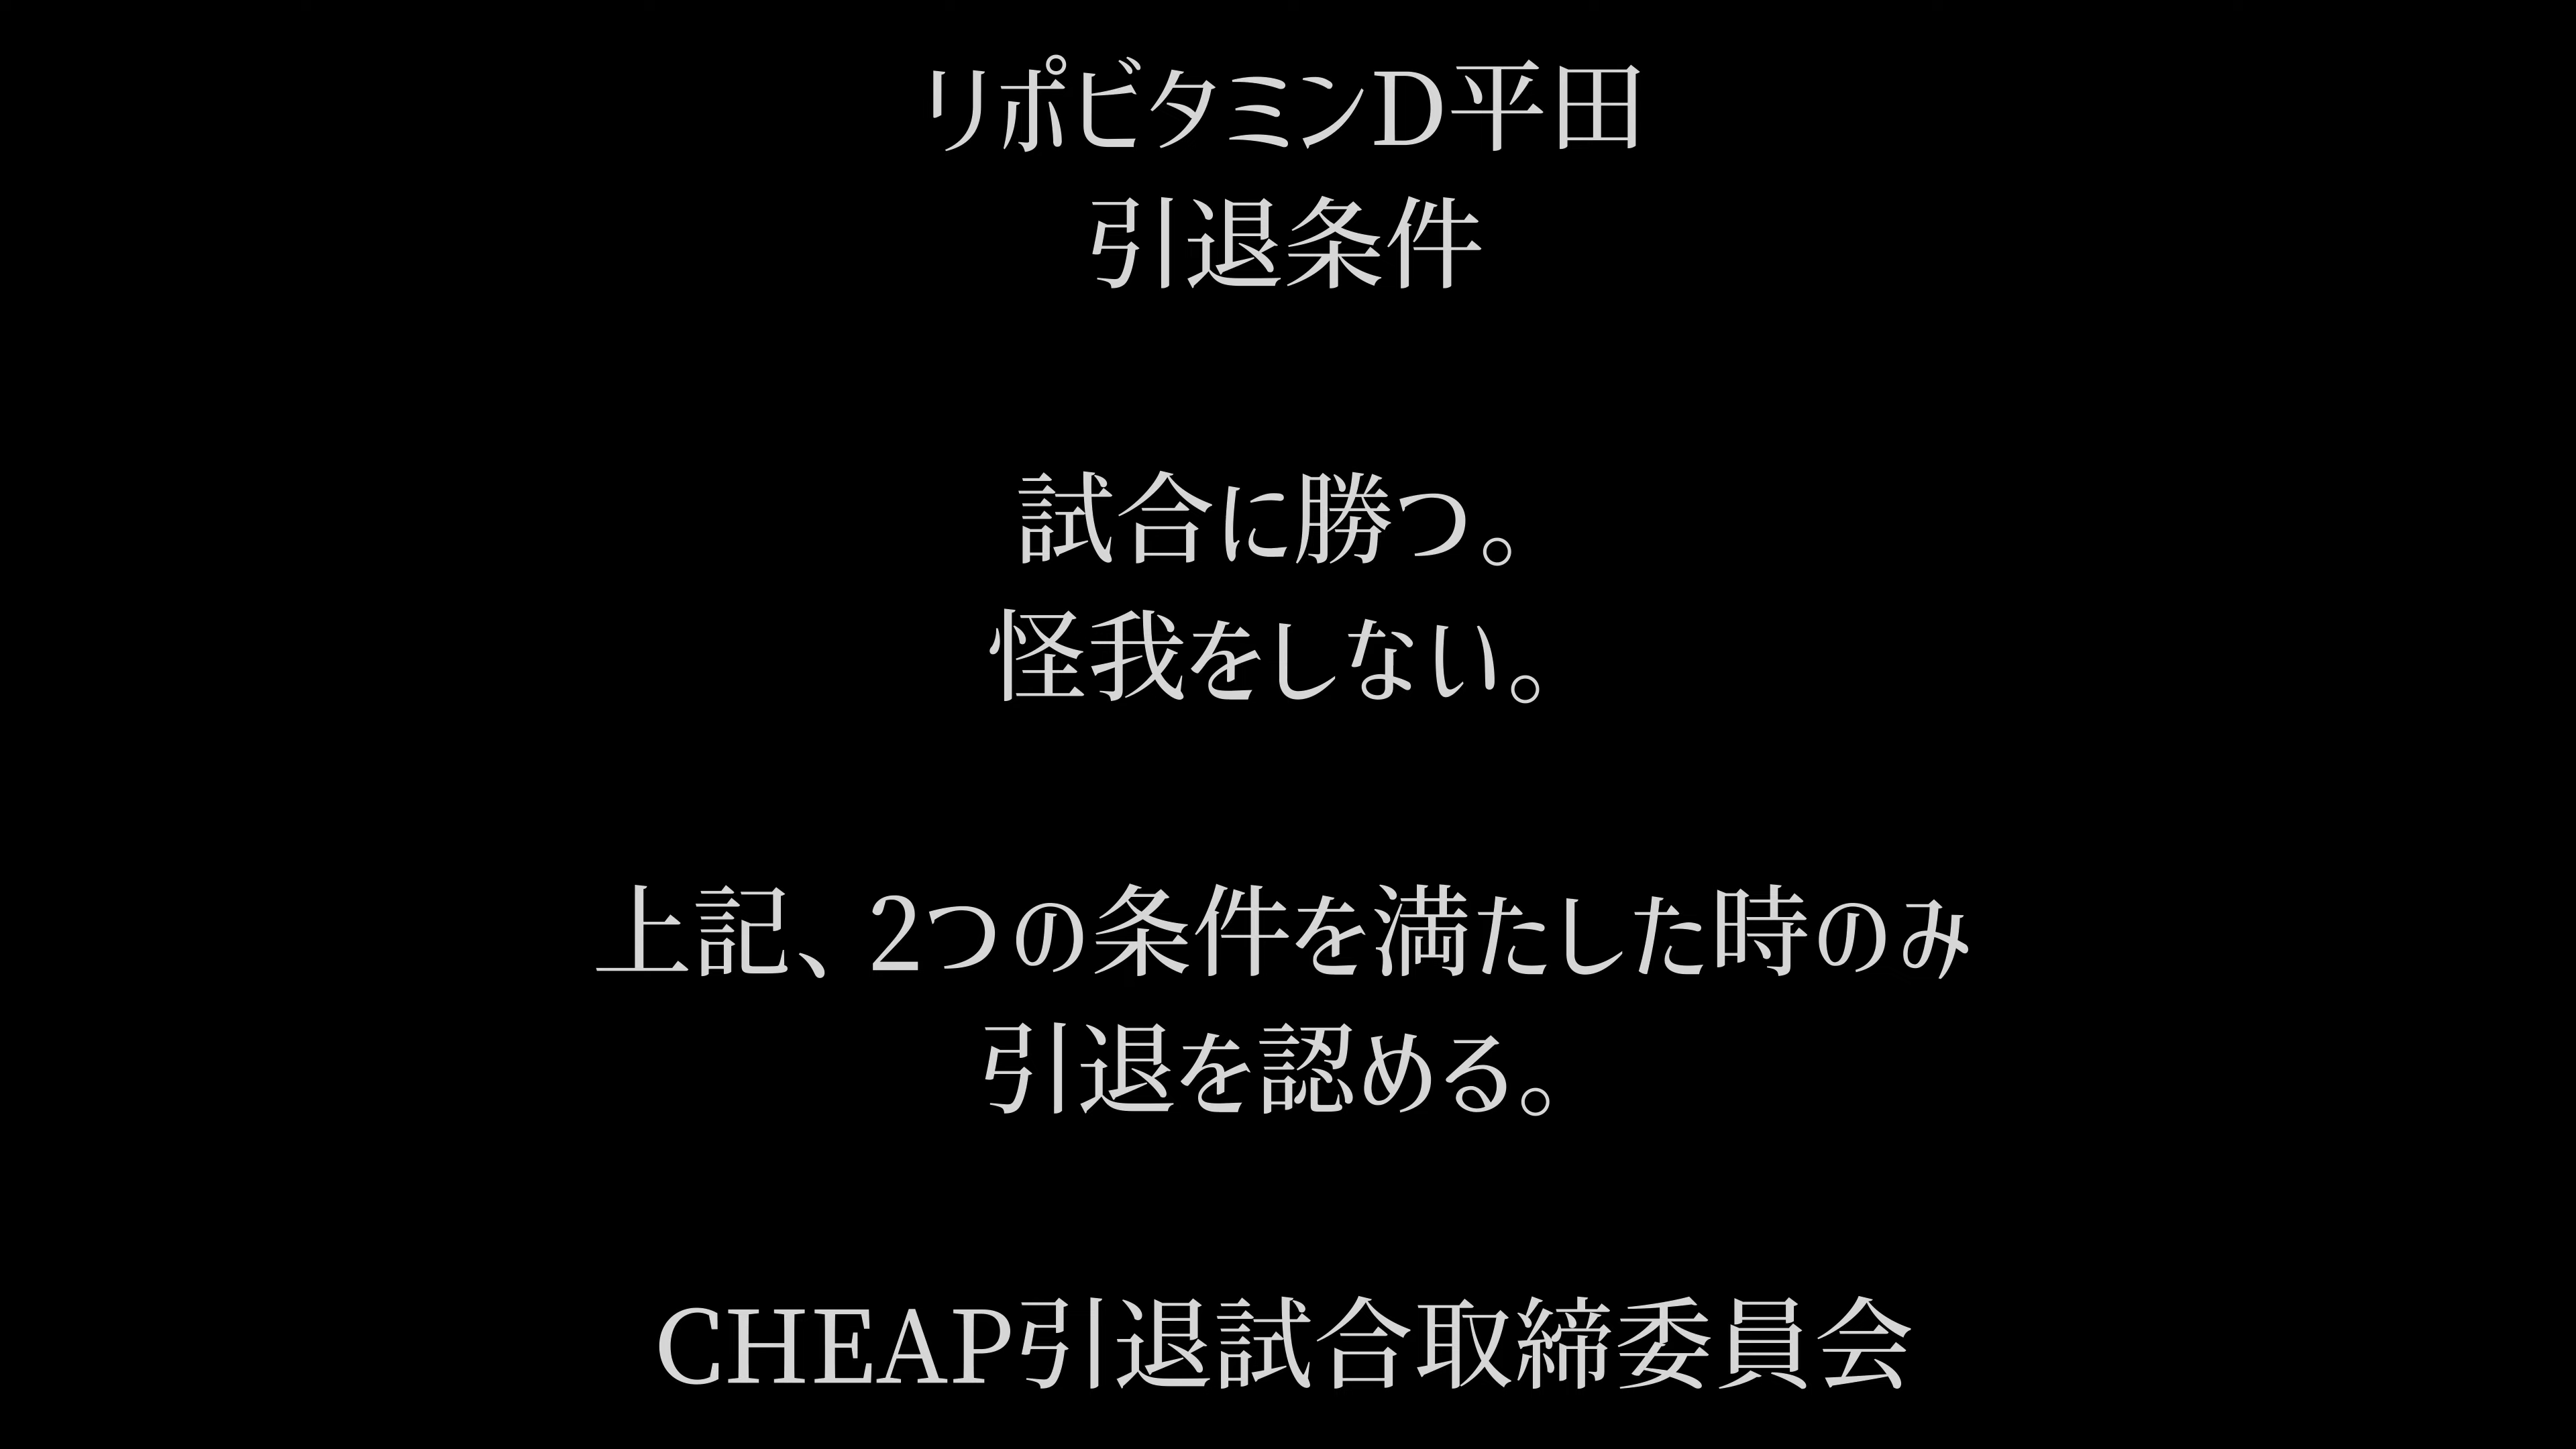 リポビタミンD平田
引退条件
試合に勝つ。
怪我をしない。
上記、2つの条件を満たした時のみ
引退を認める。
CHEAP引退試合取締委員会